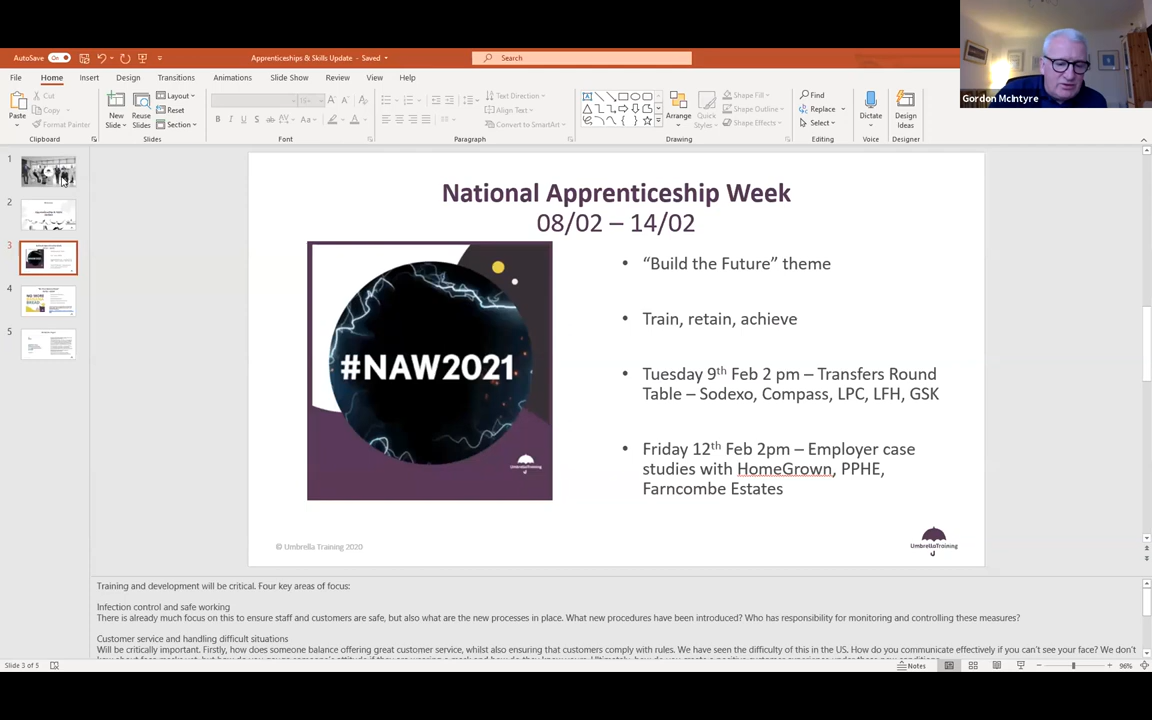 AutoSave On
Apprenticeships & Skills Update - Saved
Search
Gordon McIntyre
File Home Insert Design Transitions Animations Slide Show Review View Help
Paste
Cut
Copy
Format Painter
Clipboard
New Slide
Reuse Slides
Layout
Reset
Section
Slides
B I U S
Aa
A
Font
Text Direction
Align Text
Convert to SmartArt
Paragraph
Arrange
Quick Styles
Shape Fill
Shape Outline
Shape Effects
Drawing
Find
Replace
Select
Editing
Dictate
Voice
Design Ideas
Designer
1
2
3
4
5
National Apprenticeship Week
08/02 – 14/02
#NAW2021
UmbrellaTraining
• “Build the Future” theme
• Train, retain, achieve
• Tuesday 9th Feb 2 pm – Transfers Round
Table – Sodexo, Compass, LPC, LFH, GSK
• Friday 12th Feb 2pm – Employer case
studies with HomeGrown, PPHE,
Farncombe Estates
© Umbrella Training 2020
UmbrellaTraining
Training and development will be critical. Four key areas of focus:
Infection control and safe working
There is already much focus on this to ensure staff and customers are safe, but also what are the new processes in place. What new procedures have been introduced? Who has responsibility for monitoring and controlling these measures?
Customer service and handling difficult situations
Will be critically important. Firstly, how does someone balance offering great customer service, whilst also ensuring that customers comply with rules. We have seen the difficulty of this in the US. How do you communicate effectively if you can't see your face? We don't
Slide 3 of 5
Notes
96%